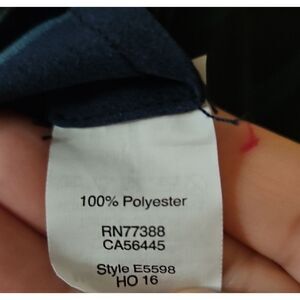 100% Polyester
RN77388
CA56445
Style E5598
HO 16